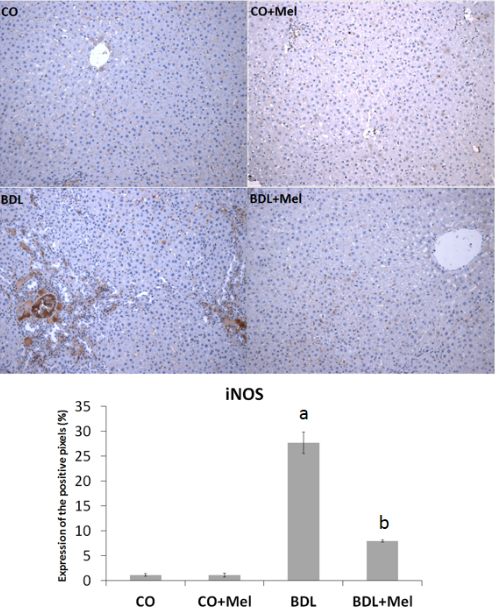 CO
CO+Mel
BDL
BDL+Mel
iNOS
Expression of the positive pixels (%)
35
30
25
20
15
10
5
0
a
b
CO
CO+Mel
BDL
BDL+Mel